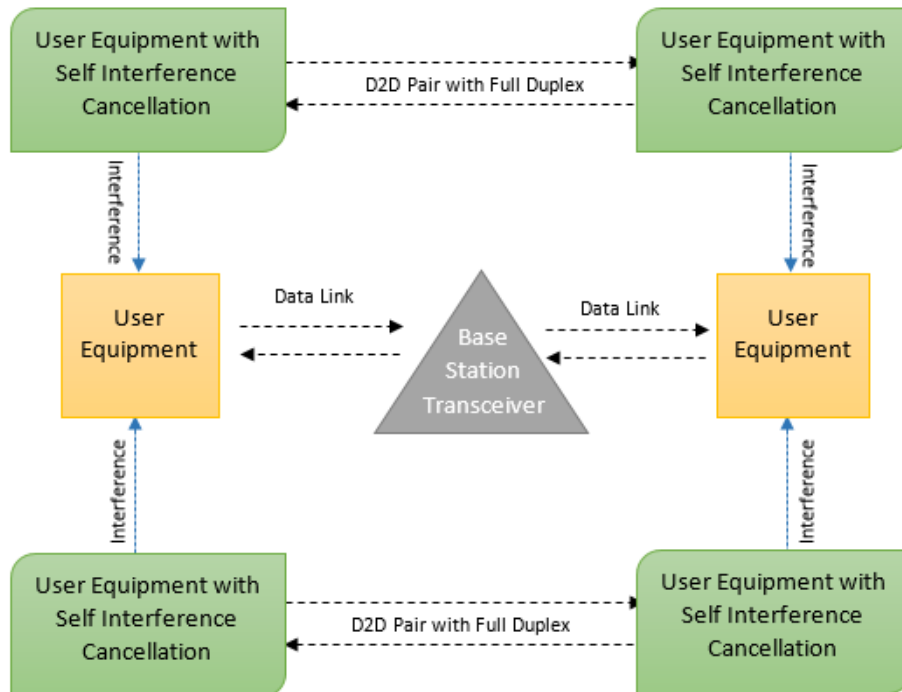 User Equipment with
Self Interference
Cancellation
D2D Pair with Full Duplex
User Equipment with
Self Interference
Cancellation
Interference
Interference
User
Equipment
Data Link
Base
Station
Transceiver
Data Link
User
Equipment
Interference
Interference
User Equipment with
Self Interference
Cancellation
D2D Pair with Full Duplex
User Equipment with
Self Interference
Cancellation